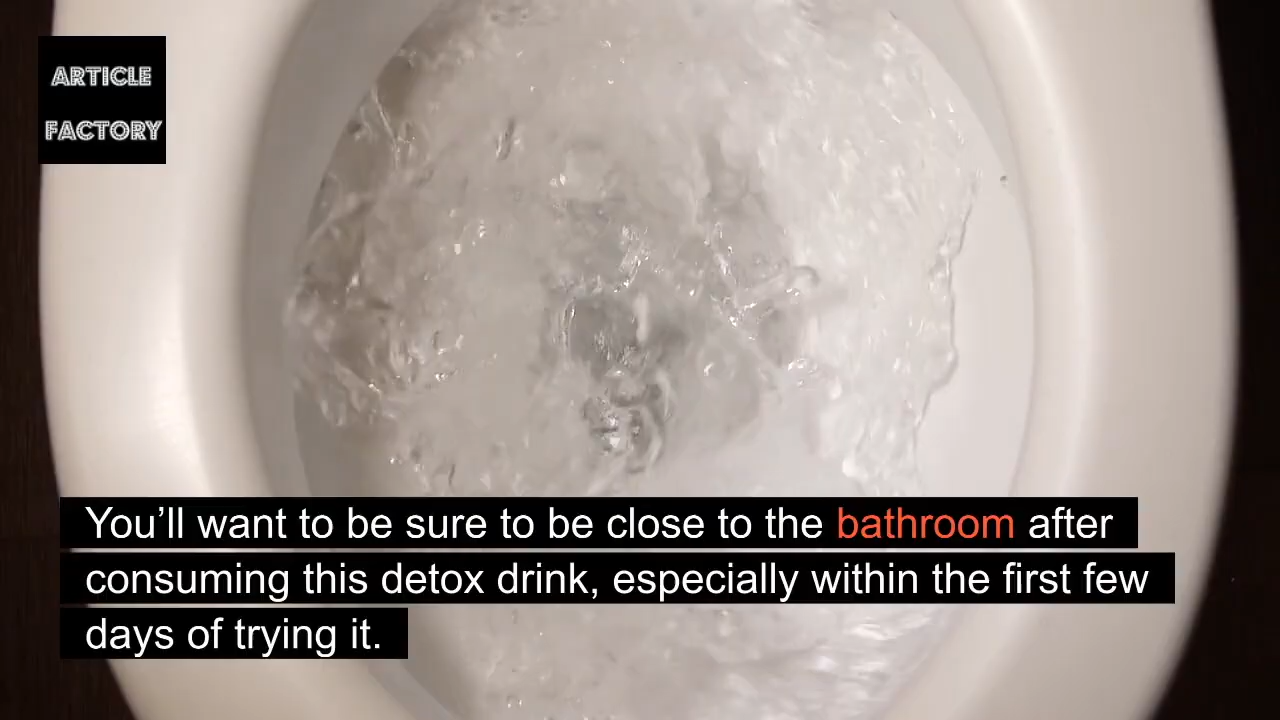 ARTICLE
FACTORY
You’ll want to be sure to be close to the bathroom after
consuming this detox drink, especially within the first few
days of trying it.